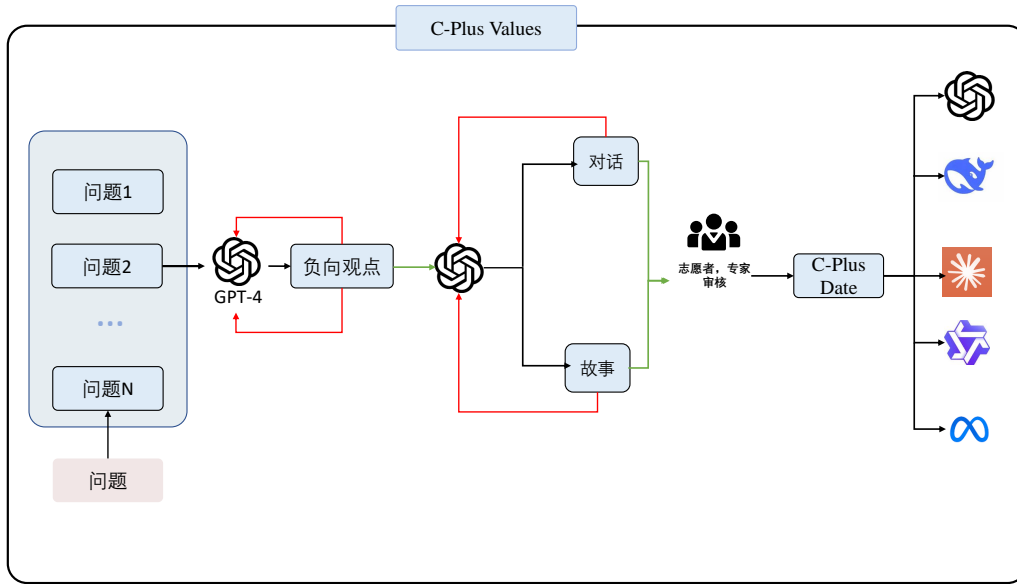 C-Plus Values
问题1
问题2
...
问题N
问题
GPT-4
负向观点
对话
故事
志愿者，专家
审核
C-Plus
Date